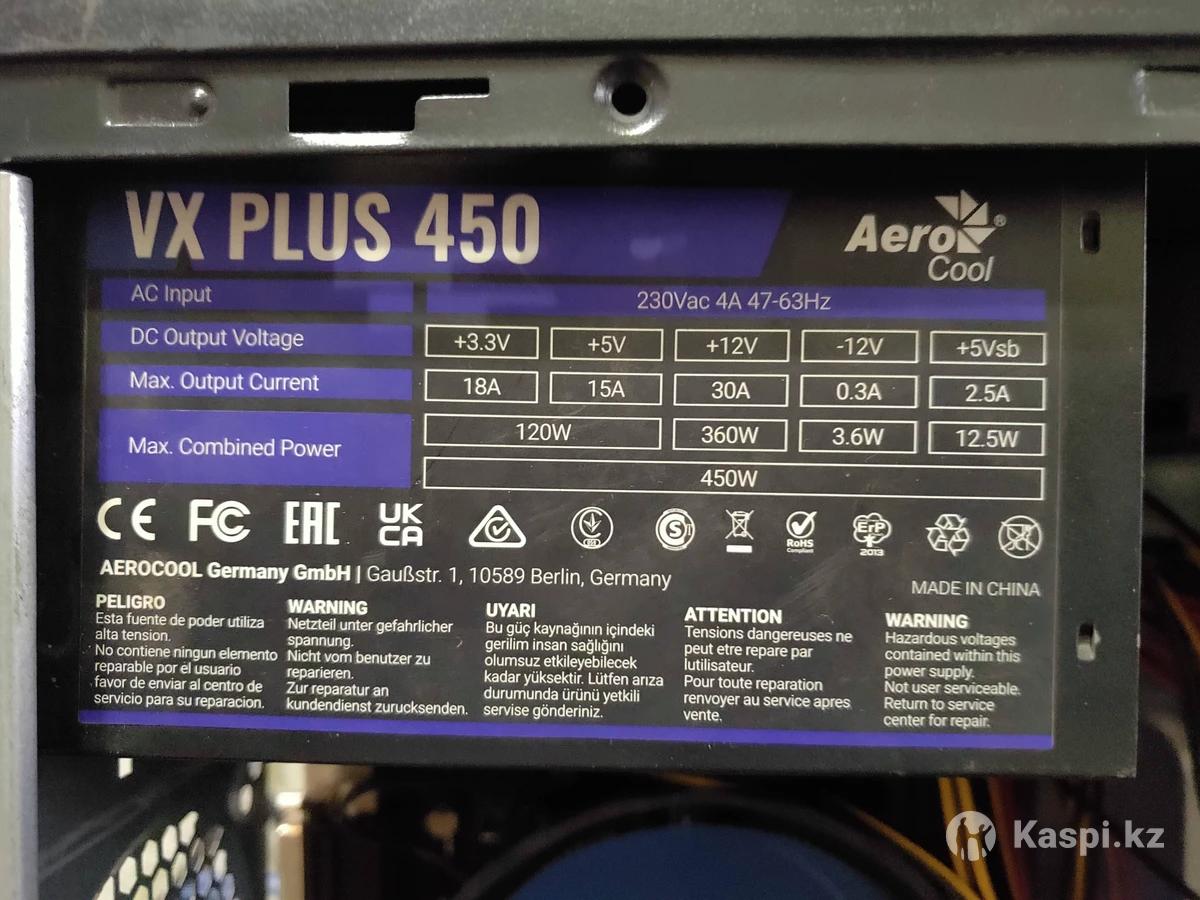 VX PLUS 450
Aero Cool®
AC Input 230Vac 4A 47-63Hz
DC Output Voltage +3.3V +5V +12V -12V +5Vsb
Max. Output Current 18A 15A 30A 0.3A 2.5A
Max. Combined Power 120W 360W 3.6W 12.5W
450W
CE FC EAC UK CA S RoHS Compliant ErP 2013
AEROCOOL Germany GmbH | Gaußstr. 1, 10589 Berlin, Germany
MADE IN CHINA
PELIGRO
Esta fuente de poder utiliza
alta tension.
No contiene ningun elemento
reparable por el usuario
favor de enviar al centro de
servicio para su reparacion.
WARNING
Netzteil unter gefahrlicher
spannung.
Nicht vom benutzer zu
reparieren.
Zur reparatur an
kundendienst zurucksenden.
UYARI
Bu güç kaynağının içindeki
gerilim insan sağlığını
olumsuz etkileyebilecek
kadar yüksektir. Lütfen arıza
durumunda ürünü yetkili
servise gönderiniz.
ATTENTION
Tensions dangereuses ne
peut etre repare par
lutilisateur.
Pour toute reparation
renvoyer au service apres
vente.
WARNING
Hazardous voltages
contained within this
power supply.
Not user serviceable.
Return to service
center for repair.
Kaspi.kz